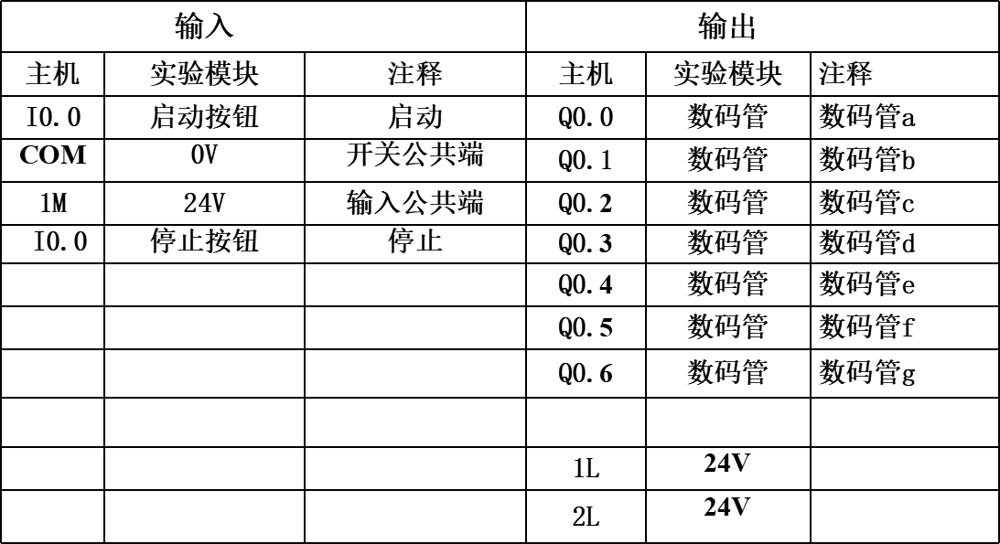 输入 输出
主机 实验模块 注释 主机 实验模块 注释
I0.0 启动按钮 启动 Q0.0 数码管 数码管a
COM 0V 开关公共端 Q0.1 数码管 数码管b
1M 24V 输入公共端 Q0.2 数码管 数码管c
I0.0 停止按钮 停止 Q0.3 数码管 数码管d
Q0.4 数码管 数码管e
Q0.5 数码管 数码管f
Q0.6 数码管 数码管g
1L 24V
2L 24V